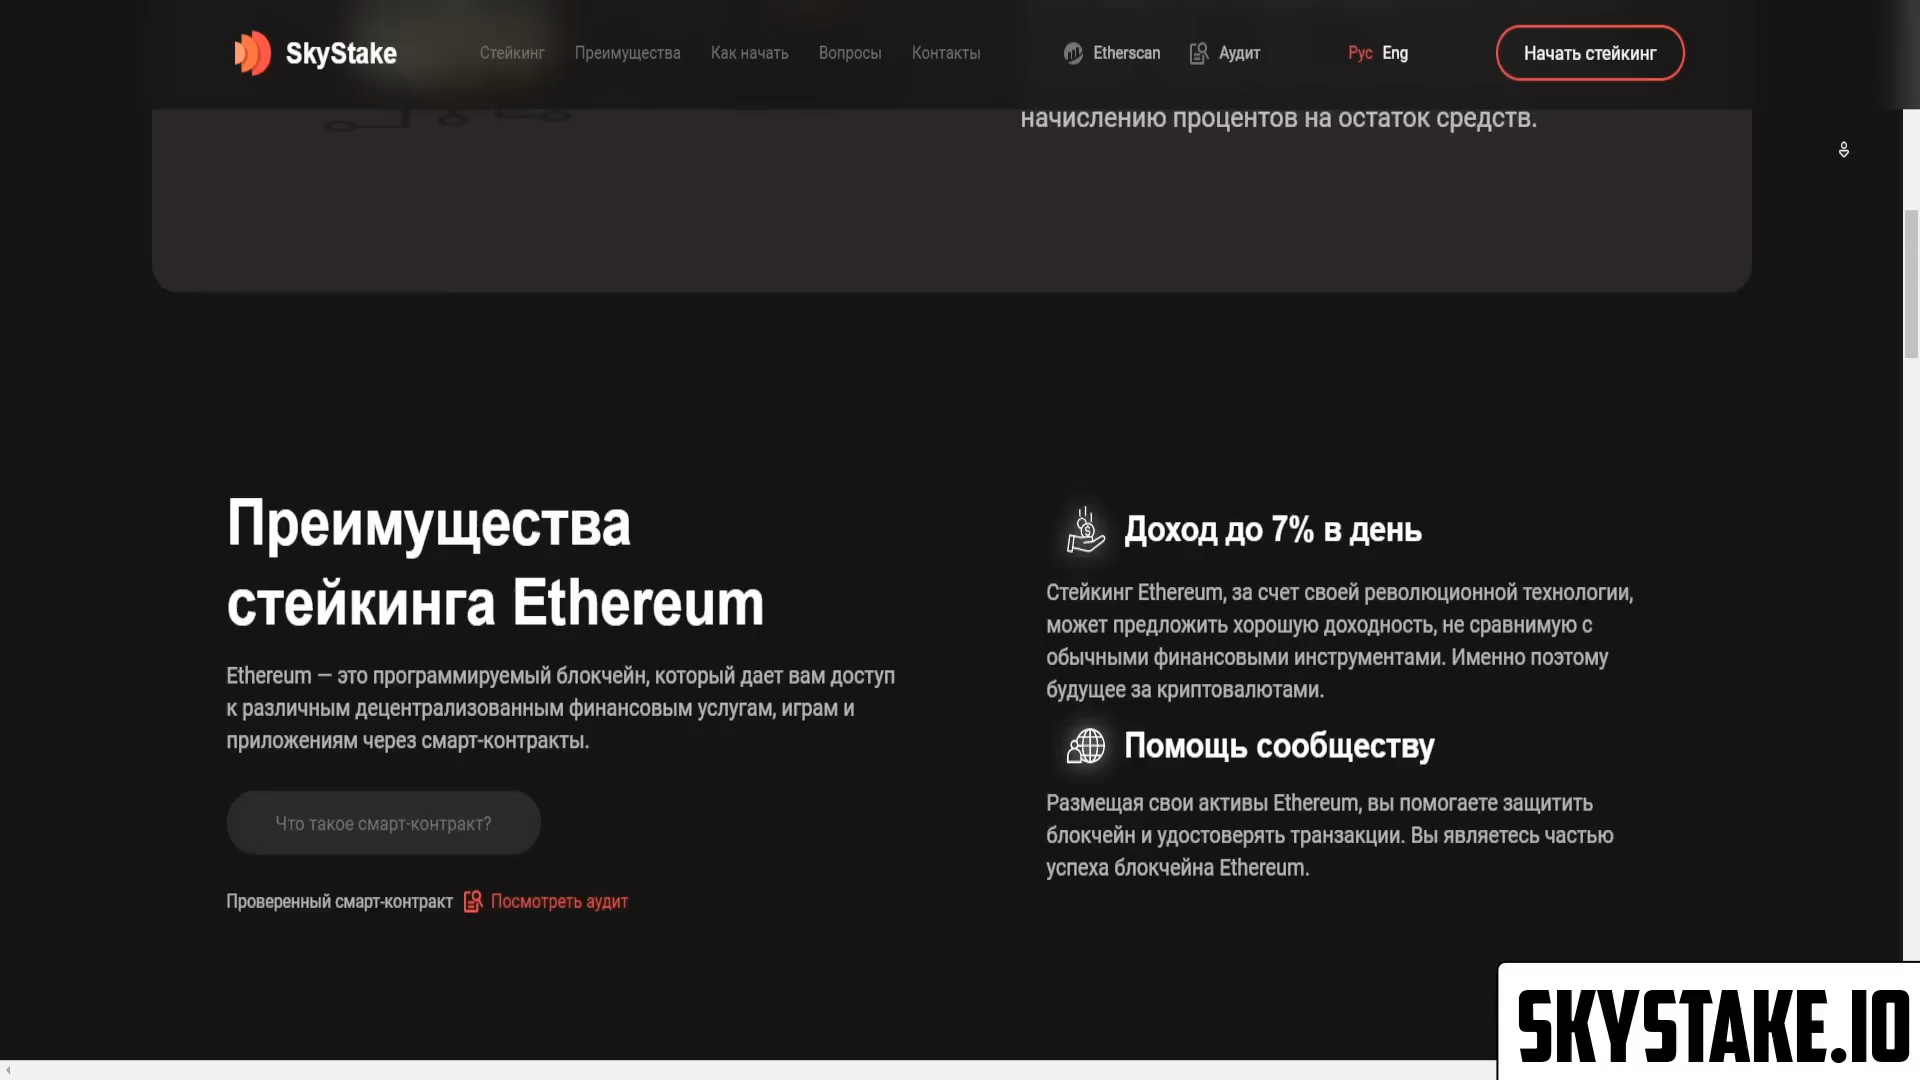 SkyStake
Стейкинг
Преимущества
Как начать
Вопросы
Контакты
Etherscan
Аудит
Рус Eng
Начать стейкинг
начислению процентов на остаток средств.
Преимущества
стейкинга Ethereum
Ethereum — это программируемый блокчейн, который дает вам доступ
к различным децентрализованным финансовым услугам, играм и
приложениям через смарт-контракты.
Что такое смарт-контракт?
Проверенный смарт-контракт Посмотреть аудит
Доход до 7% в день
Стейкинг Ethereum, за счет своей революционной технологии,
может предложить хорошую доходность, не сравнимую с
обычными финансовыми инструментами. Именно поэтому
будущее за криптовалютами.
Помощь сообществу
Размещая свои активы Ethereum, вы помогаете защитить
блокчейн и удостоверять транзакции. Вы являетесь частью
успеха блокчейна Ethereum.
SKYSTAKE.IO